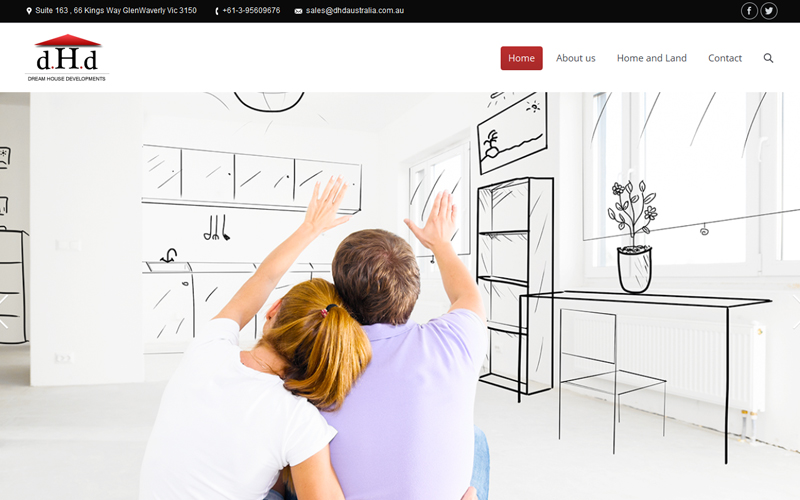 Suite 163 , 66 Kings Way GlenWaverly Vic 3150 +61-3-95609676 sales@dhdaustralia.com.au
d.H.d
DREAM HOUSE DEVELOPMENTS
Home About us Home and Land Contact